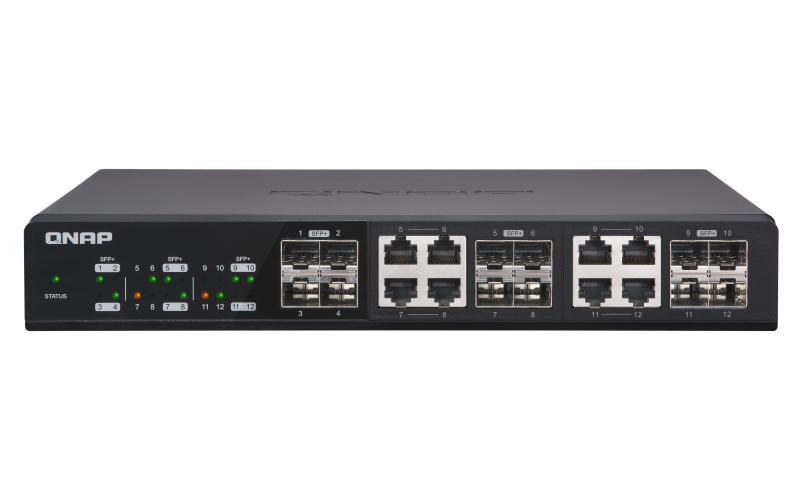 QNAP
STATUS
SFP+
1 2
3 4
5 6
7 8
SFP+
5 6
7 8
9 10
11 12
SFP+
9 10
11 12
1 SFP+ 2
3 4
5 6
7 8
5 SFP+ 6
7 8
9 10
11 12
9 SFP+ 10
11 12